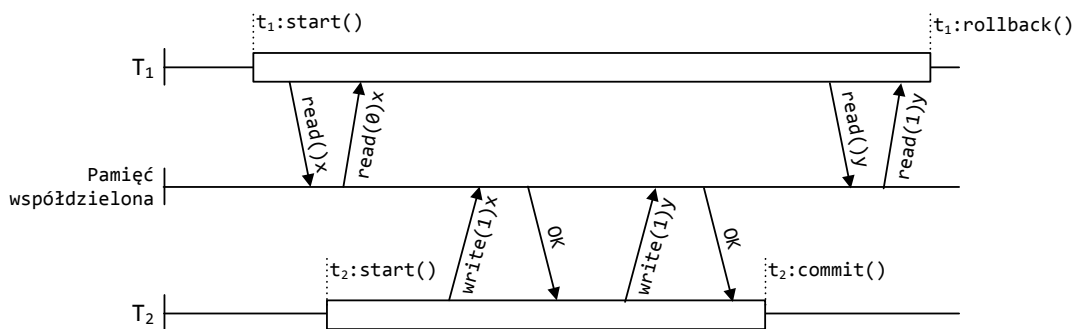 t₁:start()
t₁:rollback()
T₁
read()x
read(0)x
read()y
read(1)y
Pamięć
współdzielona
write(1)x
OK
write(1)y
OK
t₂:start()
t₂:commit()
T₂